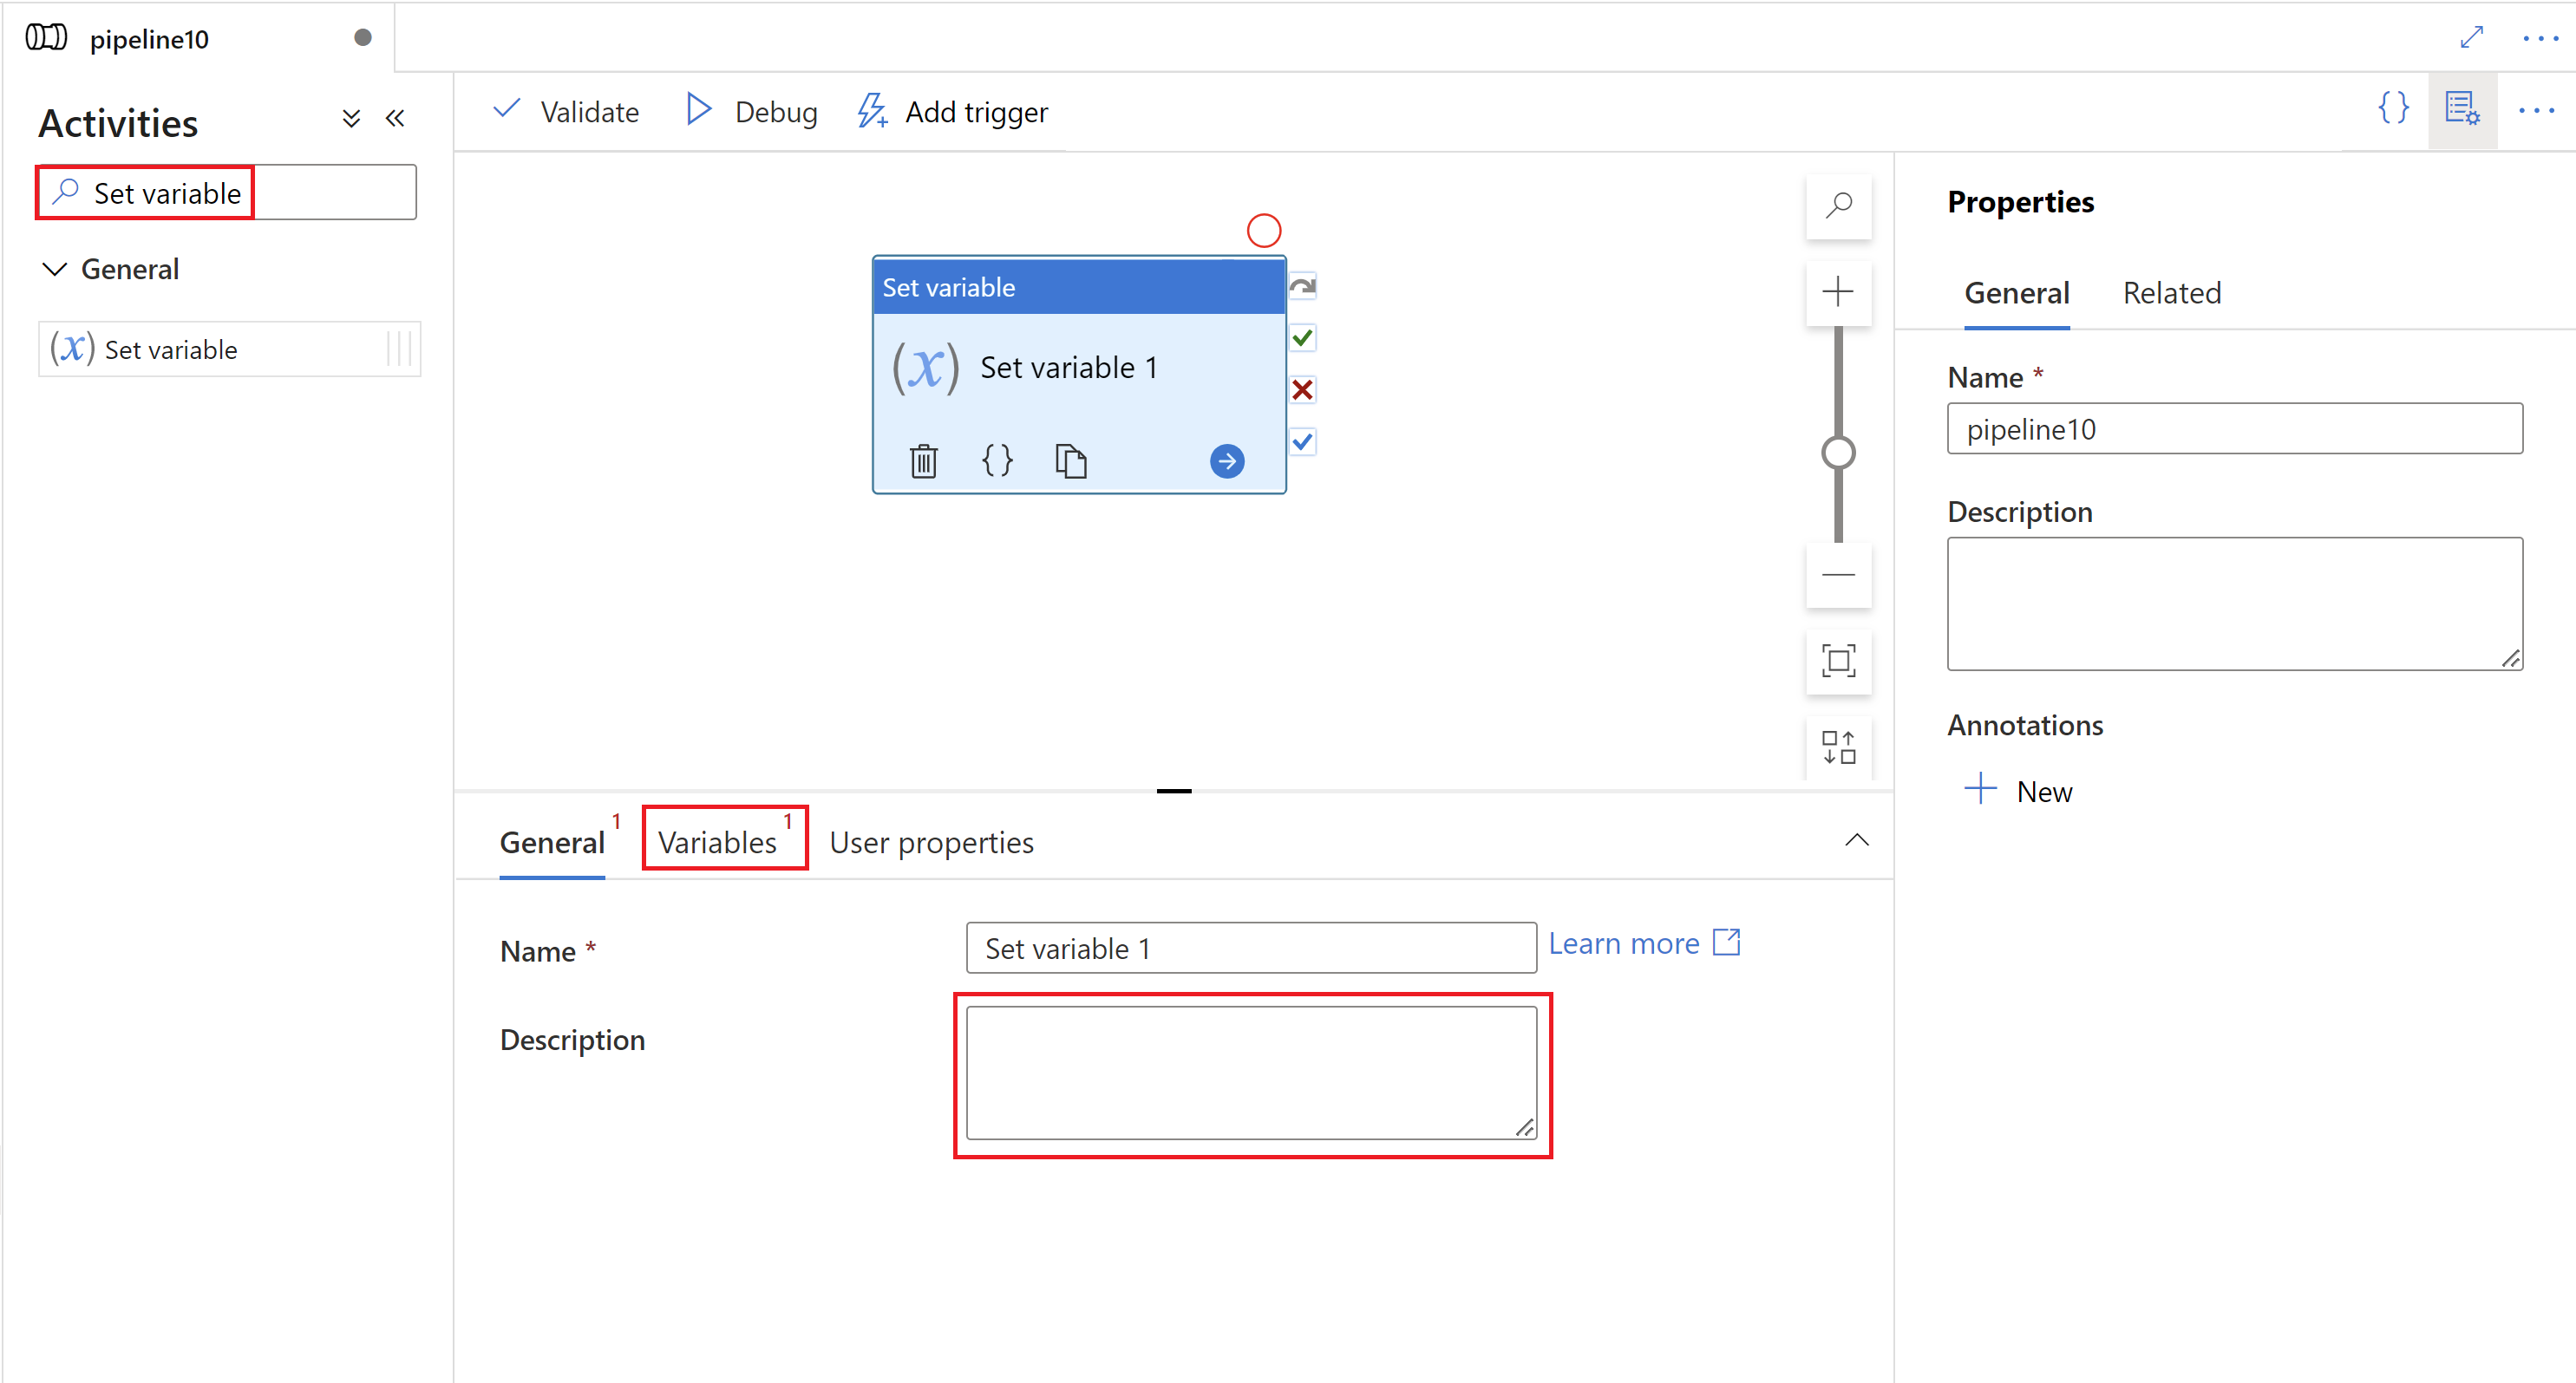 pipeline10
Activities
Set variable
General
(x) Set variable
Validate
Debug
Add trigger
{}
Set variable
(x) Set variable 1
{}
General 1
Variables 1
User properties
Name *
Set variable 1
Learn more
Description
Properties
General
Related
Name *
pipeline10
Description
Annotations
New